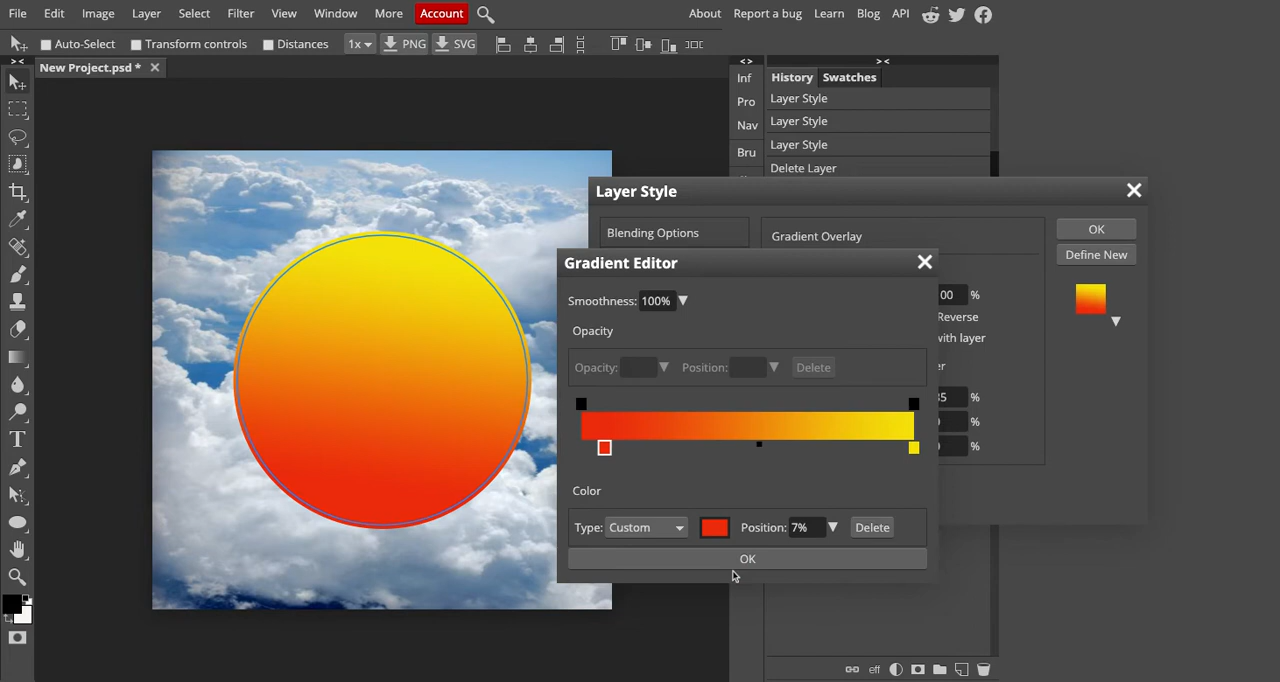 File Edit Image Layer Select Filter View Window More Account About Report a bug Learn Blog API
Auto-Select Transform controls Distances 1x PNG SVG
> < New Project.psd * < > > <
Inf History Swatches
Layer Style
Pro
Layer Style
Nav
Layer Style
Bru
Delete Layer
Layer Style
Blending Options Gradient Overlay OK
Define New
Gradient Editor
Smoothness: 100% 00 %
Reverse
Opacity
with layer
Opacity: Position: Delete er
35 %
%
%
Color
Type: Custom Position: 7% Delete
OK
T
eff